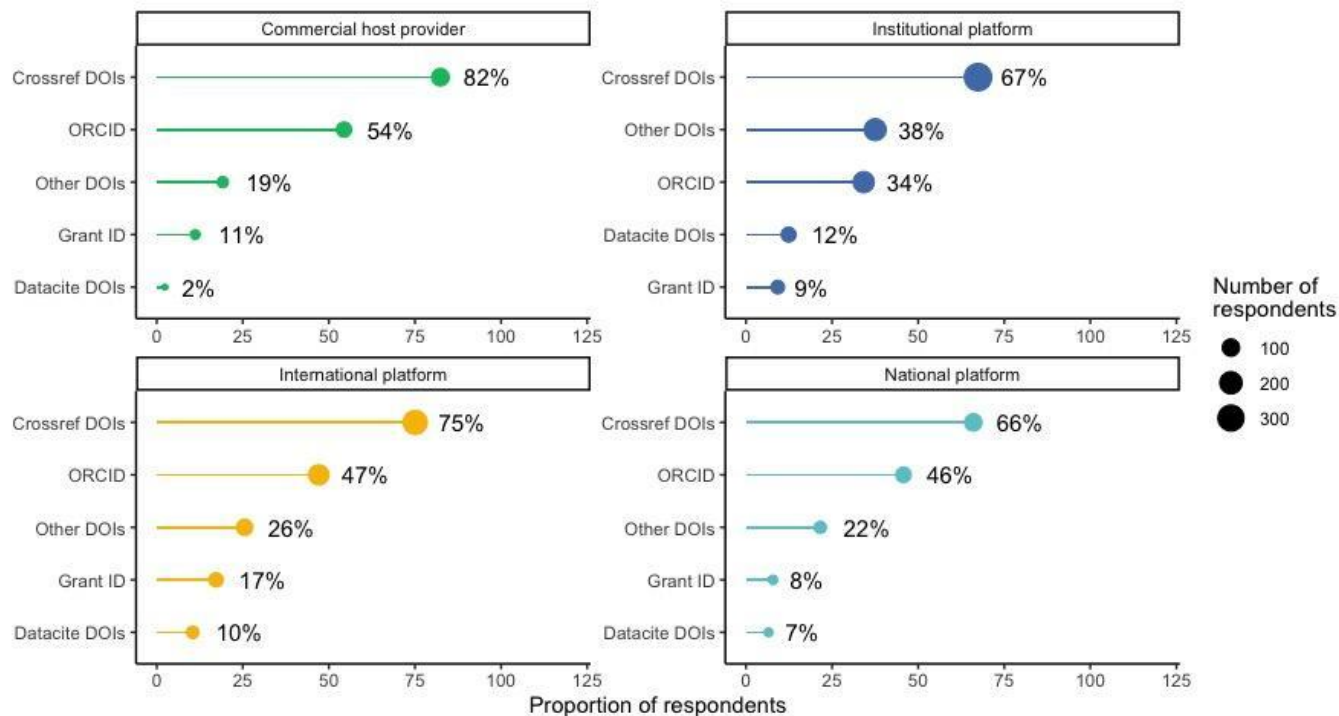 Commercial host provider
Crossref DOIs 82%
ORCID 54%
Other DOIs 19%
Grant ID 11%
Datacite DOIs 2%
0 25 50 75 100 125
Institutional platform
Crossref DOIs 67%
Other DOIs 38%
ORCID 34%
Datacite DOIs 12%
Grant ID 9%
0 25 50 75 100 125
International platform
Crossref DOIs 75%
ORCID 47%
Other DOIs 26%
Grant ID 17%
Datacite DOIs 10%
0 25 50 75 100 125
National platform
Crossref DOIs 66%
ORCID 46%
Other DOIs 22%
Grant ID 8%
Datacite DOIs 7%
0 25 50 75 100 125
Proportion of respondents
Number of
respondents
100
200
300